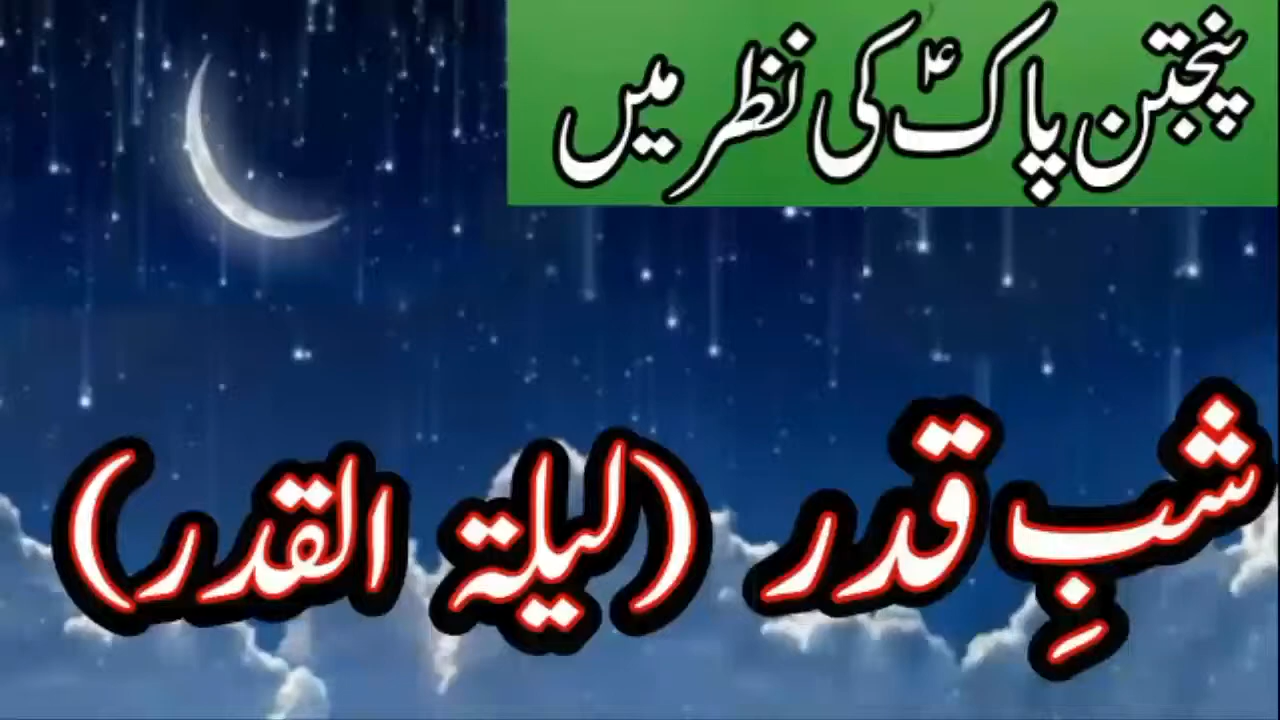 پنجتن پاکؑ کی نظر میں
شبِ قدر (لیلۃ القدر)